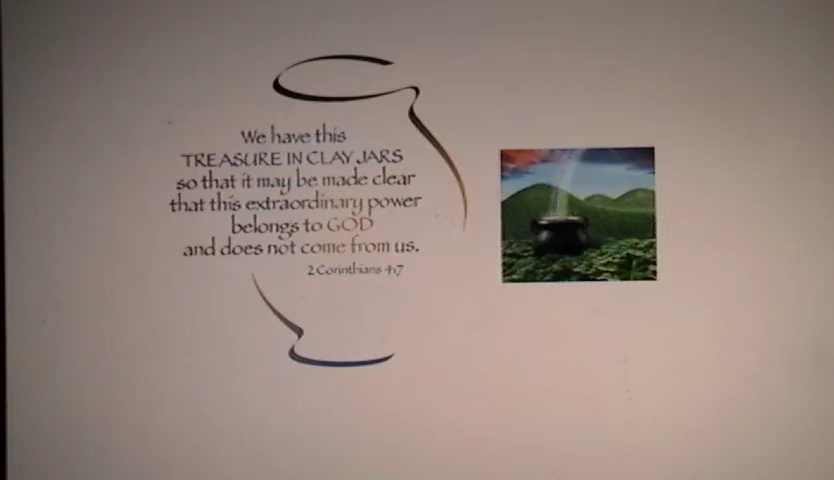 We have this
TREASURE IN CLAY JARS
so that it may be made clear
that this extraordinary power
belongs to GOD
and does not come from us.
2 Corinthians 4:7